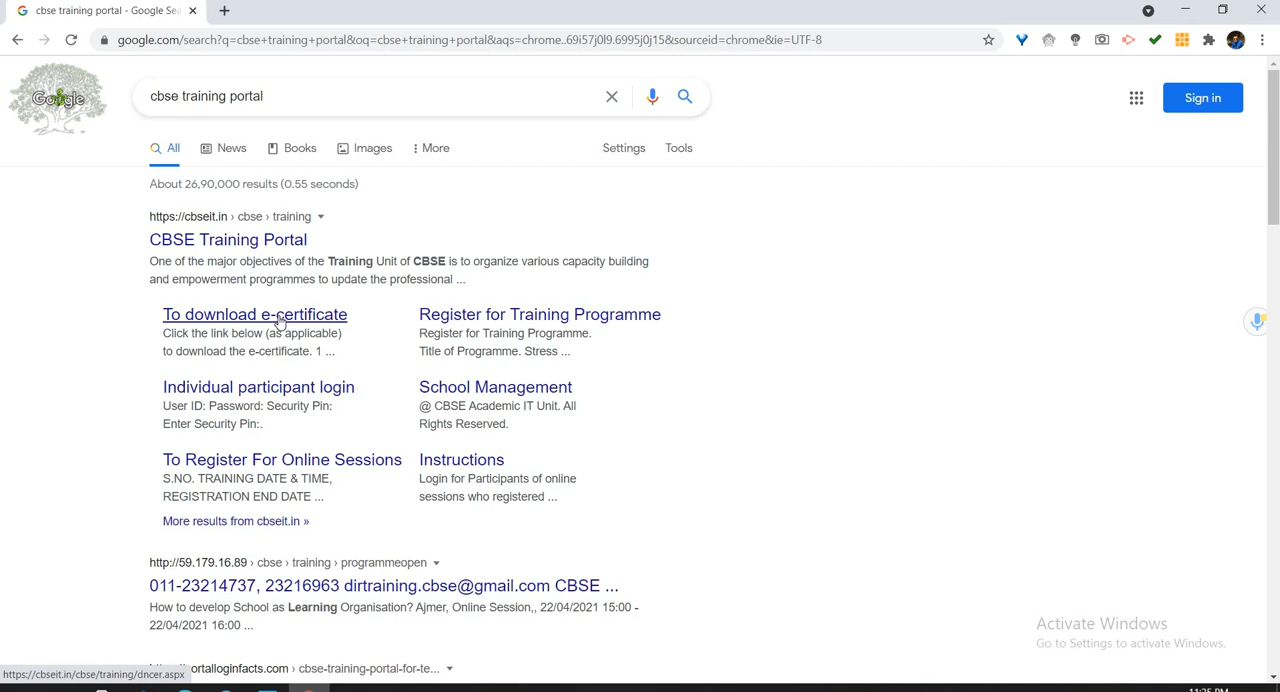 cbse training portal - Google Sea
google.com/search?q=cbse+training+portal&oq=cbse+training+portal&aqs=chrome..69i57j0l9.6995j0j15&sourceid=chrome&ie=UTF-8
Google
cbse training portal
Sign in
All News Books Images More Settings Tools
About 26,90,000 results (0.55 seconds)
https://cbseit.in › cbse › training
CBSE Training Portal
One of the major objectives of the Training Unit of CBSE is to organize various capacity building
and empowerment programmes to update the professional ...
To download e-certificate
Click the link below (as applicable)
to download the e-certificate. 1 ...
Register for Training Programme
Register for Training Programme.
Title of Programme. Stress ...
Individual participant login
User ID: Password: Security Pin:
Enter Security Pin:.
School Management
@ CBSE Academic IT Unit. All
Rights Reserved.
To Register For Online Sessions
S.NO. TRAINING DATE & TIME,
REGISTRATION END DATE ...
Instructions
Login for Participants of online
sessions who registered ...
More results from cbseit.in »
http://59.179.16.89 › cbse › training › programmeopen
011-23214737, 23216963 dirtraining.cbse@gmail.com CBSE ...
How to develop School as Learning Organisation? Ajmer, Online Session,, 22/04/2021 15:00 -
22/04/2021 16:00 ...
Activate Windows
Go to Settings to activate Windows.
ortalloginfacts.com › cbse-training-portal-for-te...
https://cbseit.in/cbse/training/dncer.aspx
11:25 PM